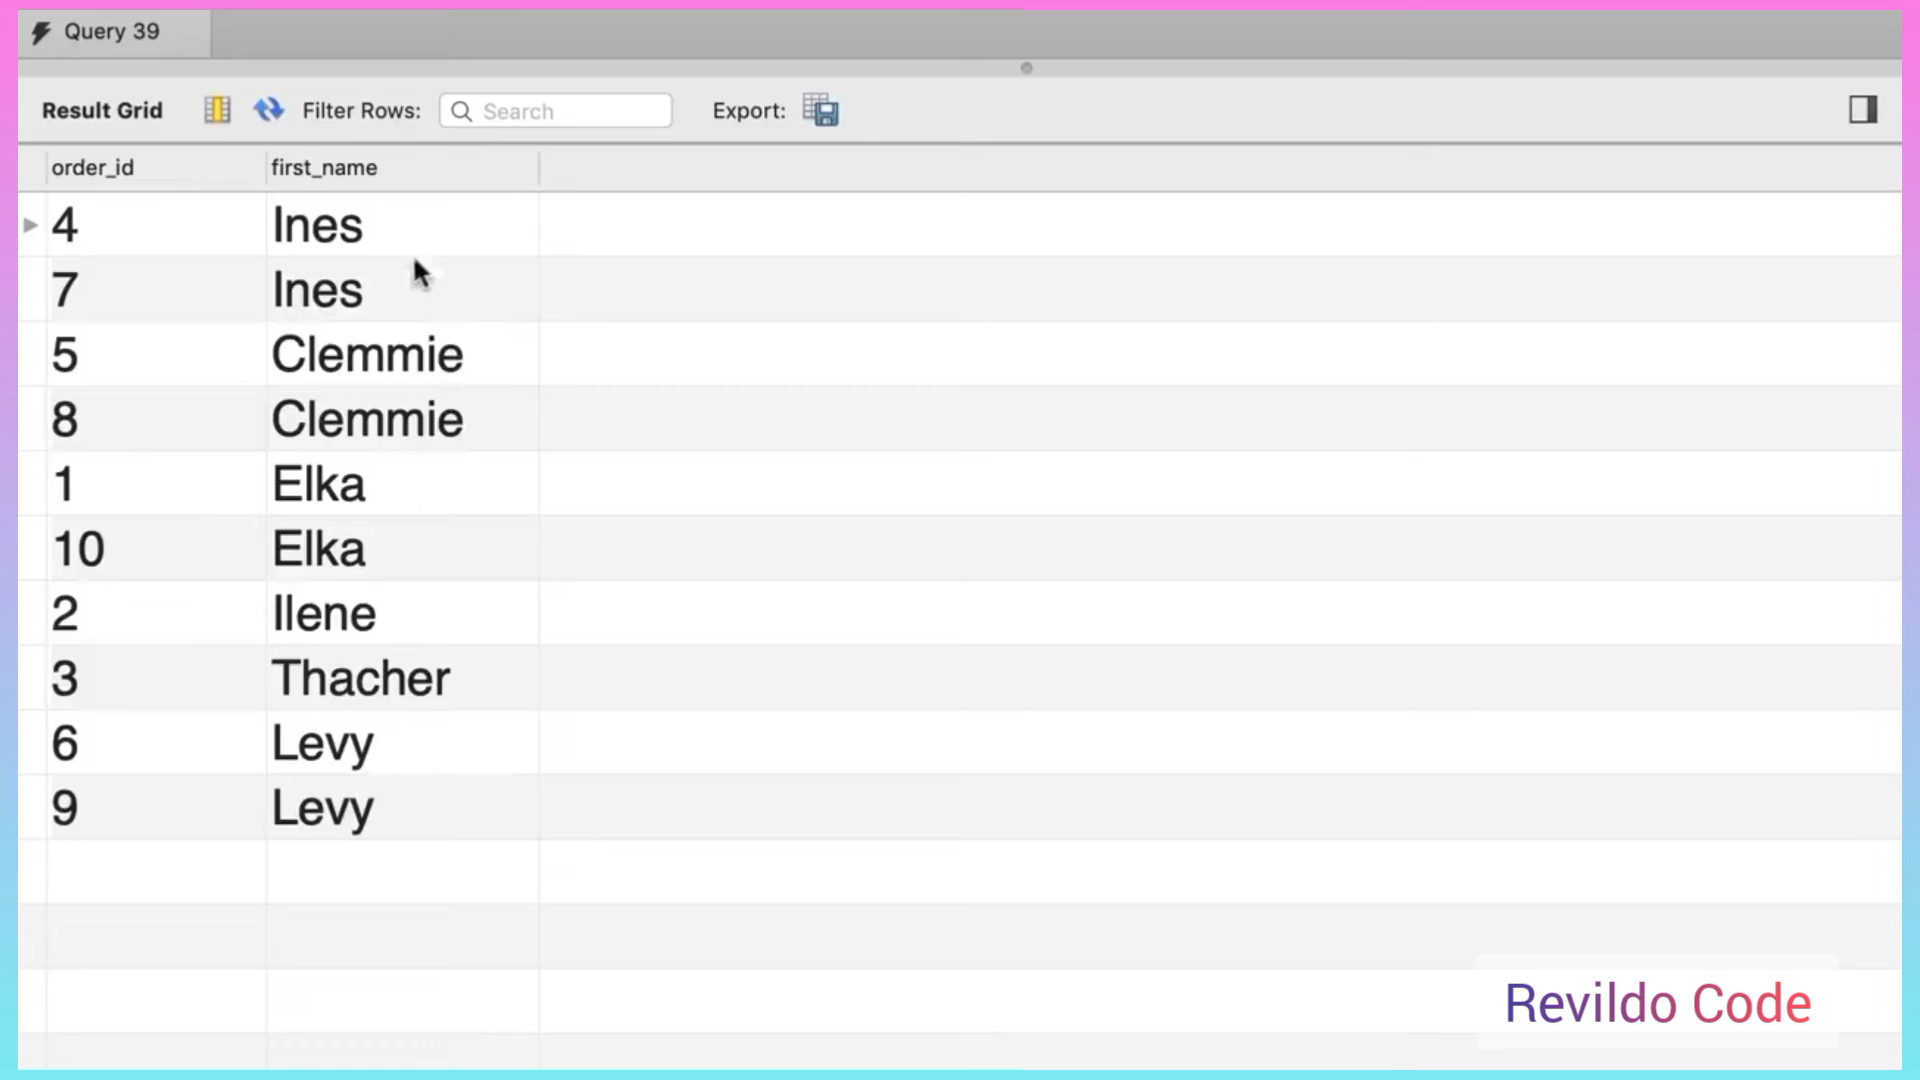 Query 39
Result Grid Filter Rows: Search Export:
order_id first_name
4 Ines
7 Ines
5 Clemmie
8 Clemmie
1 Elka
10 Elka
2 Ilene
3 Thacher
6 Levy
9 Levy
Revildo Code